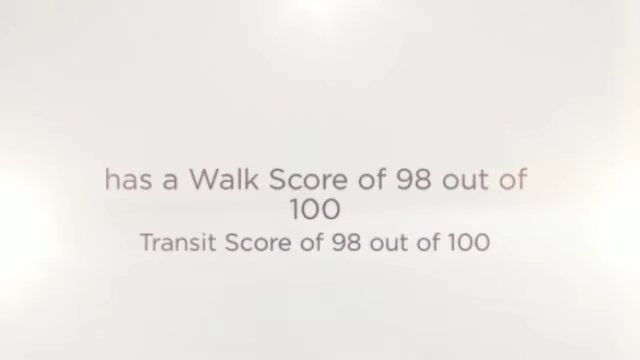 has a Walk Score of 98 out of
100
Transit Score of 98 out of 100